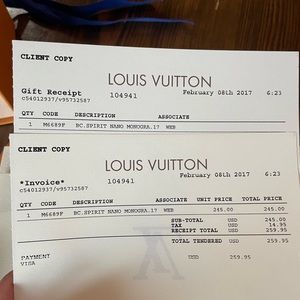 CLIENT COPY
LOUIS VUITTON
Gift Receipt 104941 February 08th 2017 6:23
c54012937/v95732587
QTY CODE DESCRIPTION ASSOCIATE
1 M6689F BC.SPIRIT NANO MONOGRA.17 WEB
CLIENT COPY
LOUIS VUITTON
*Invoice* 104941 February 08th 2017 6:23
c54012937/v95732587
QTY CODE DESCRIPTION ASSOCIATE UNIT PRICE TOTAL PRICE
1 M6689F BC.SPIRIT NANO MONOGRA.17 WEB 245.00 245.00
SUB-TOTAL USD 245.00
TAX USD 14.95
RECEIPT TOTAL USD 259.95
TOTAL TENDERED USD 259.95
PAYMENT
VISA USD 259.95